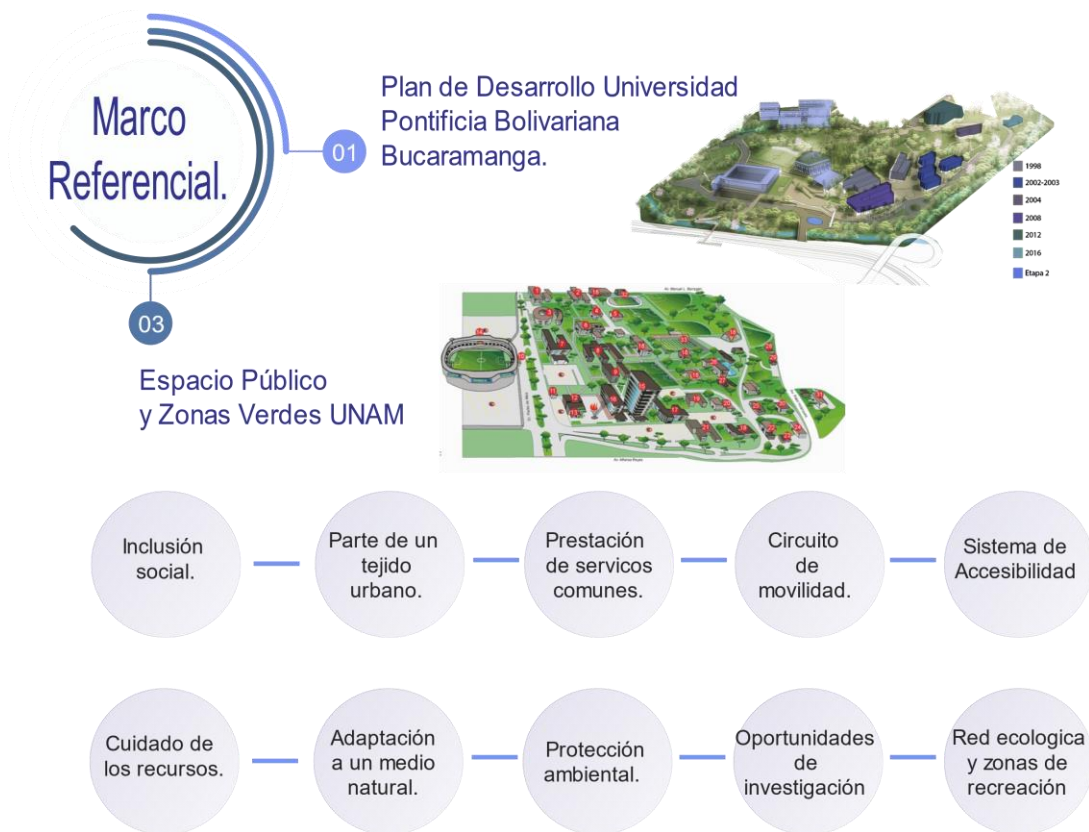 Marco
Referencial.
01
Plan de Desarrollo Universidad
Pontificia Bolivariana
Bucaramanga.
1998
2002-2003
2004
2008
2012
2016
Etapa 2
03
Espacio Público
y Zonas Verdes UNAM
Inclusión
social.
Parte de un
tejido
urbano.
Prestación
de servicos
comunes.
Circuito
de
movilidad.
Sistema de
Accesibilidad
Cuidado de
los recursos.
Adaptación
a un medio
natural.
Protección
ambiental.
Oportunidades
de
investigación
Red ecologica
y zonas de
recreación